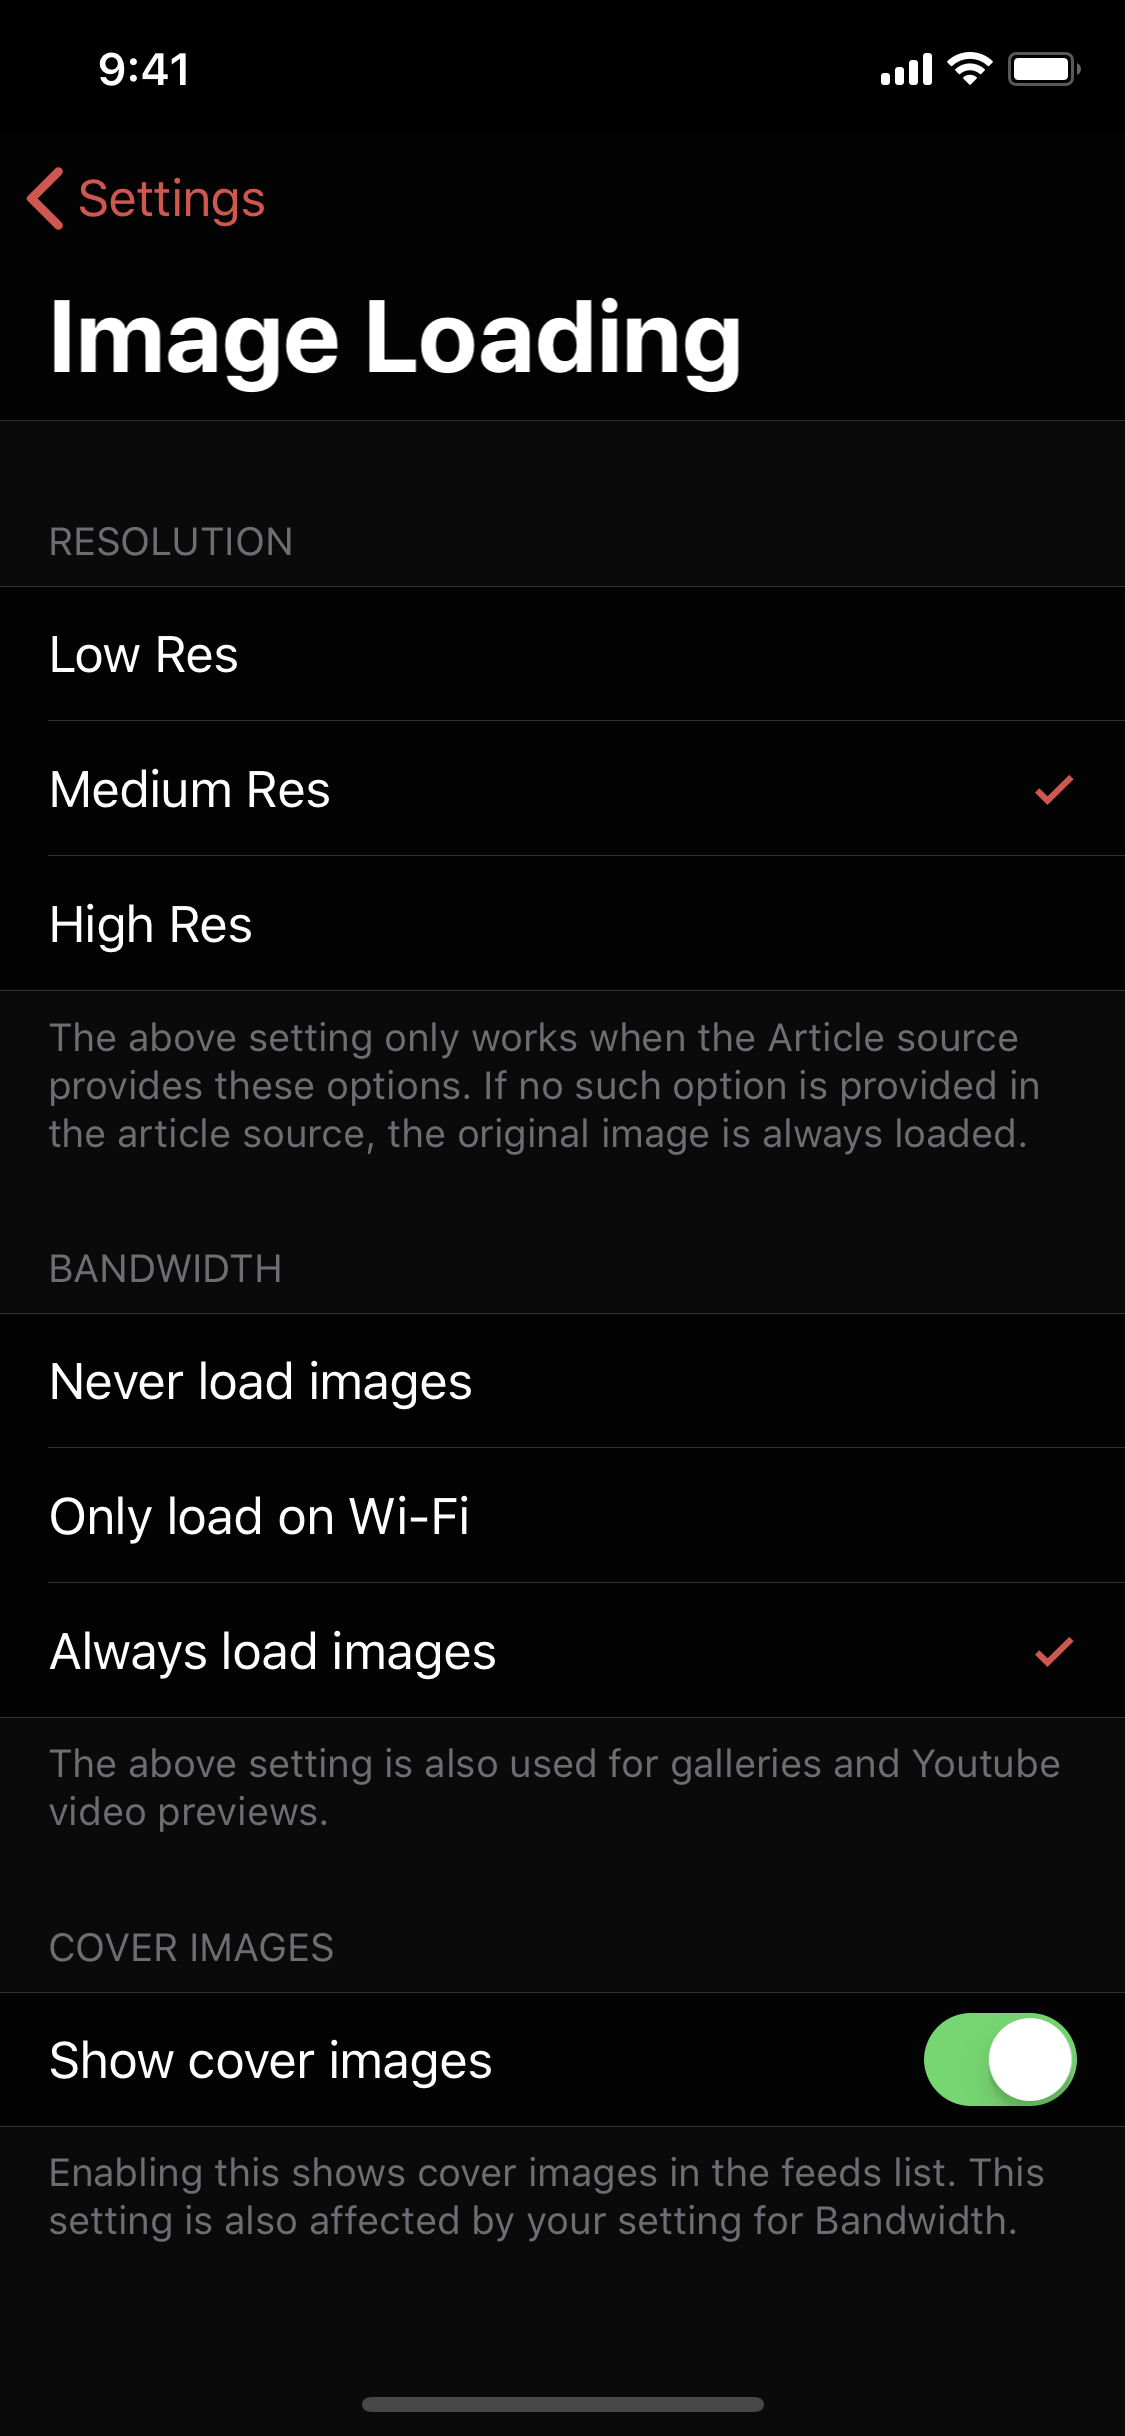 9:41
Settings
Image Loading
RESOLUTION
Low Res
Medium Res
High Res
The above setting only works when the Article source
provides these options. If no such option is provided in
the article source, the original image is always loaded.
BANDWIDTH
Never load images
Only load on Wi-Fi
Always load images
The above setting is also used for galleries and Youtube
video previews.
COVER IMAGES
Show cover images
Enabling this shows cover images in the feeds list. This
setting is also affected by your setting for Bandwidth.